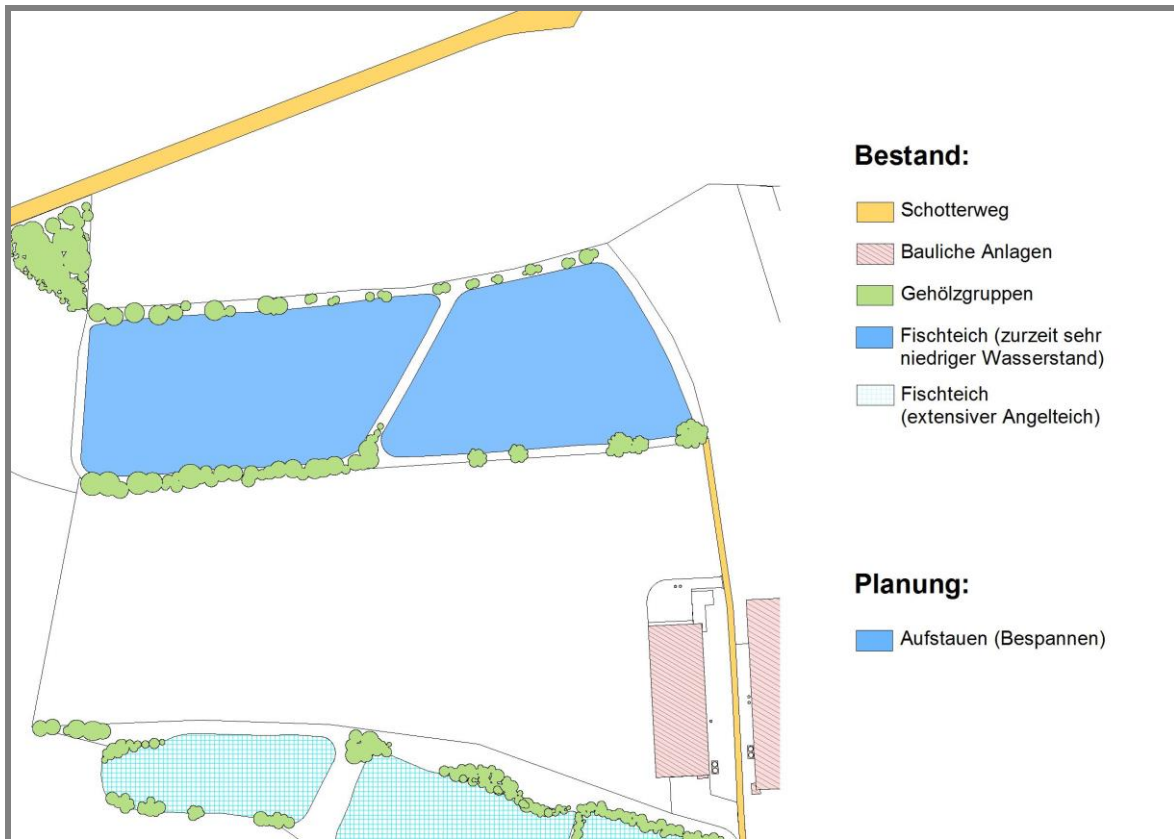 Bestand:
Schotterweg
Bauliche Anlagen
Gehölzgruppen
Fischteich (zurzeit sehr
niedriger Wasserstand)
Fischteich
(extensiver Angelteich)
Planung:
Aufstauen (Bespannen)